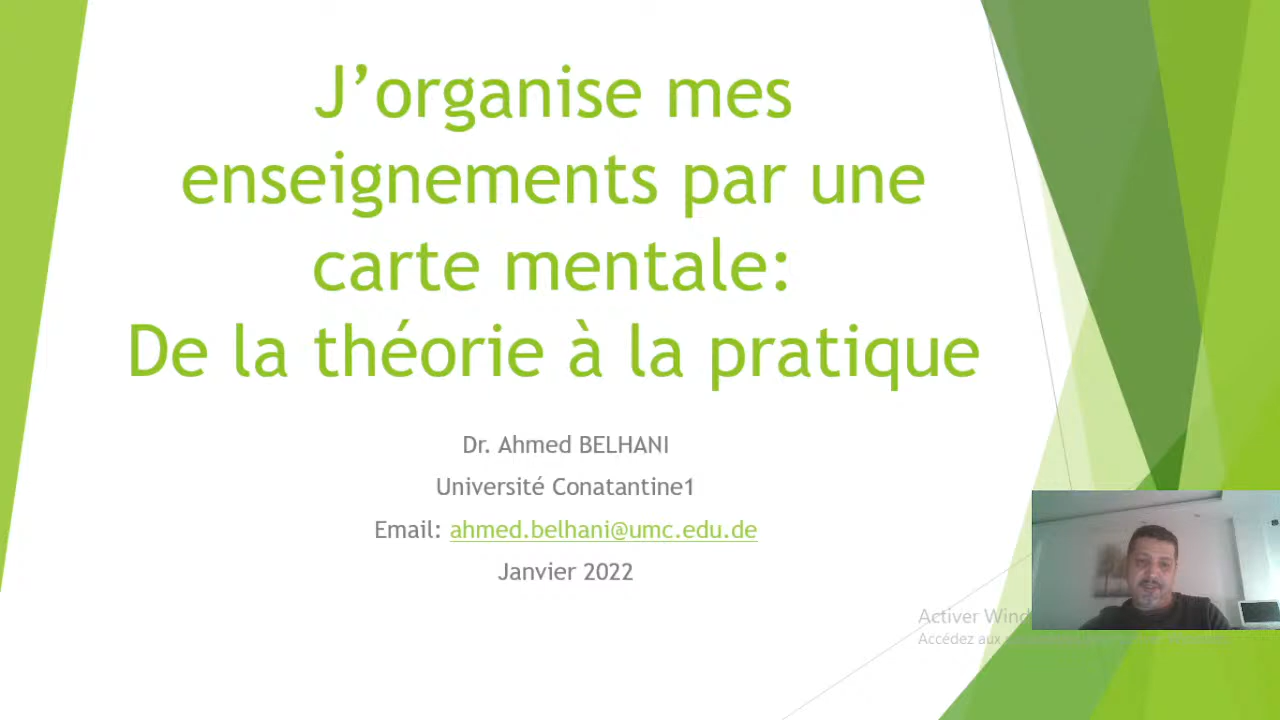 J’organise mes
enseignements par une
carte mentale:
De la théorie à la pratique
Dr. Ahmed BELHANI
Université Conatantine1
Email: ahmed.belhani@umc.edu.de
Janvier 2022
Activer
Accédez aux